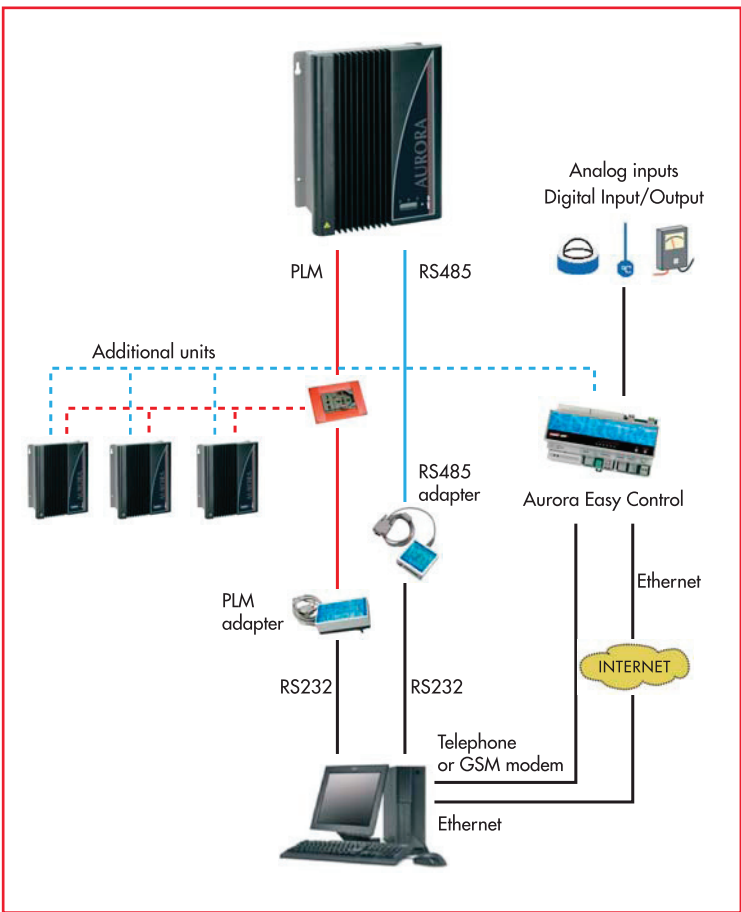 AURORA
Analog inputs
Digital Input/Output
PLM
RS485
Additional units
RS485
adapter
Aurora Easy Control
Ethernet
PLM
adapter
INTERNET
RS232
RS232
Telephone
or GSM modem
Ethernet